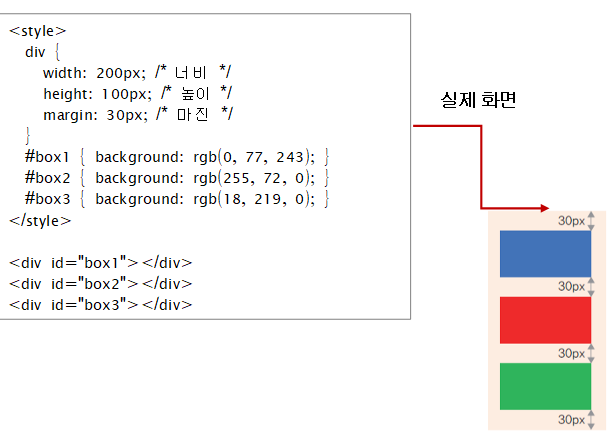 <style>
div {
width: 200px; /* 너비 */
height: 100px; /* 높이 */
margin: 30px; /* 마진 */
}
#box1 { background: rgb(0, 77, 243); }
#box2 { background: rgb(255, 72, 0); }
#box3 { background: rgb(18, 219, 0); }
</style>
<div id="box1"></div>
<div id="box2"></div>
<div id="box3"></div>
실제 화면
30px
30px
30px
30px